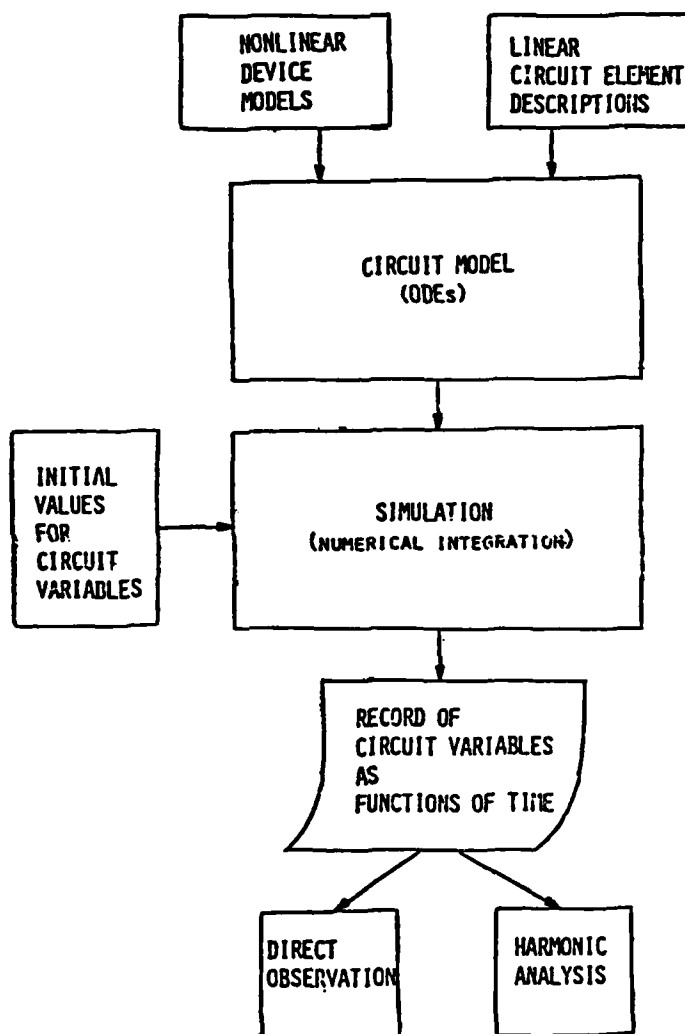 NONLINEAR
DEVICE
MODELS
LINEAR
CIRCUIT ELEMENT
DESCRIPTIONS
CIRCUIT MODEL
(ODEs)
INITIAL
VALUES
FOR
CIRCUIT
VARIABLES
SIMULATION
(NUMERICAL INTEGRATION)
RECORD OF
CIRCUIT VARIABLES
AS
FUNCTIONS OF TIME
DIRECT
OBSERVATION
HARMONIC
ANALYSIS